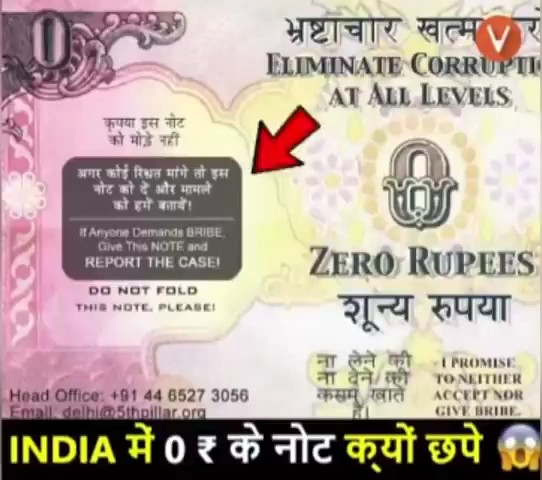 0
भ्रष्टाचार खत्म
V
ELIMINATE CORRUPTI
AT ALL LEVELS
कृपया इस नोट
को मोड़े नहीं
अगर कोई रिश्वत मांगे तो इस
नोट को दें और मामले
को हमें बतायें!
If Anyone Demands BRIBE,
Give This NOTE and
REPORT THE CASE!
DO NOT FOLD
THIS NOTE, PLEASE!
0
ZERO RUPEES
शून्य रुपया
ना लेने की
ना देने की
कसम खाते
हैं।
- I PROMISE
TO NEITHER
ACCEPT NOR
GIVE BRIBE.
Head Office: +91 44 6527 3056
Email: delhi@5thpillar.org
INDIA में 0 ₹ के नोट क्यों छपे 😱